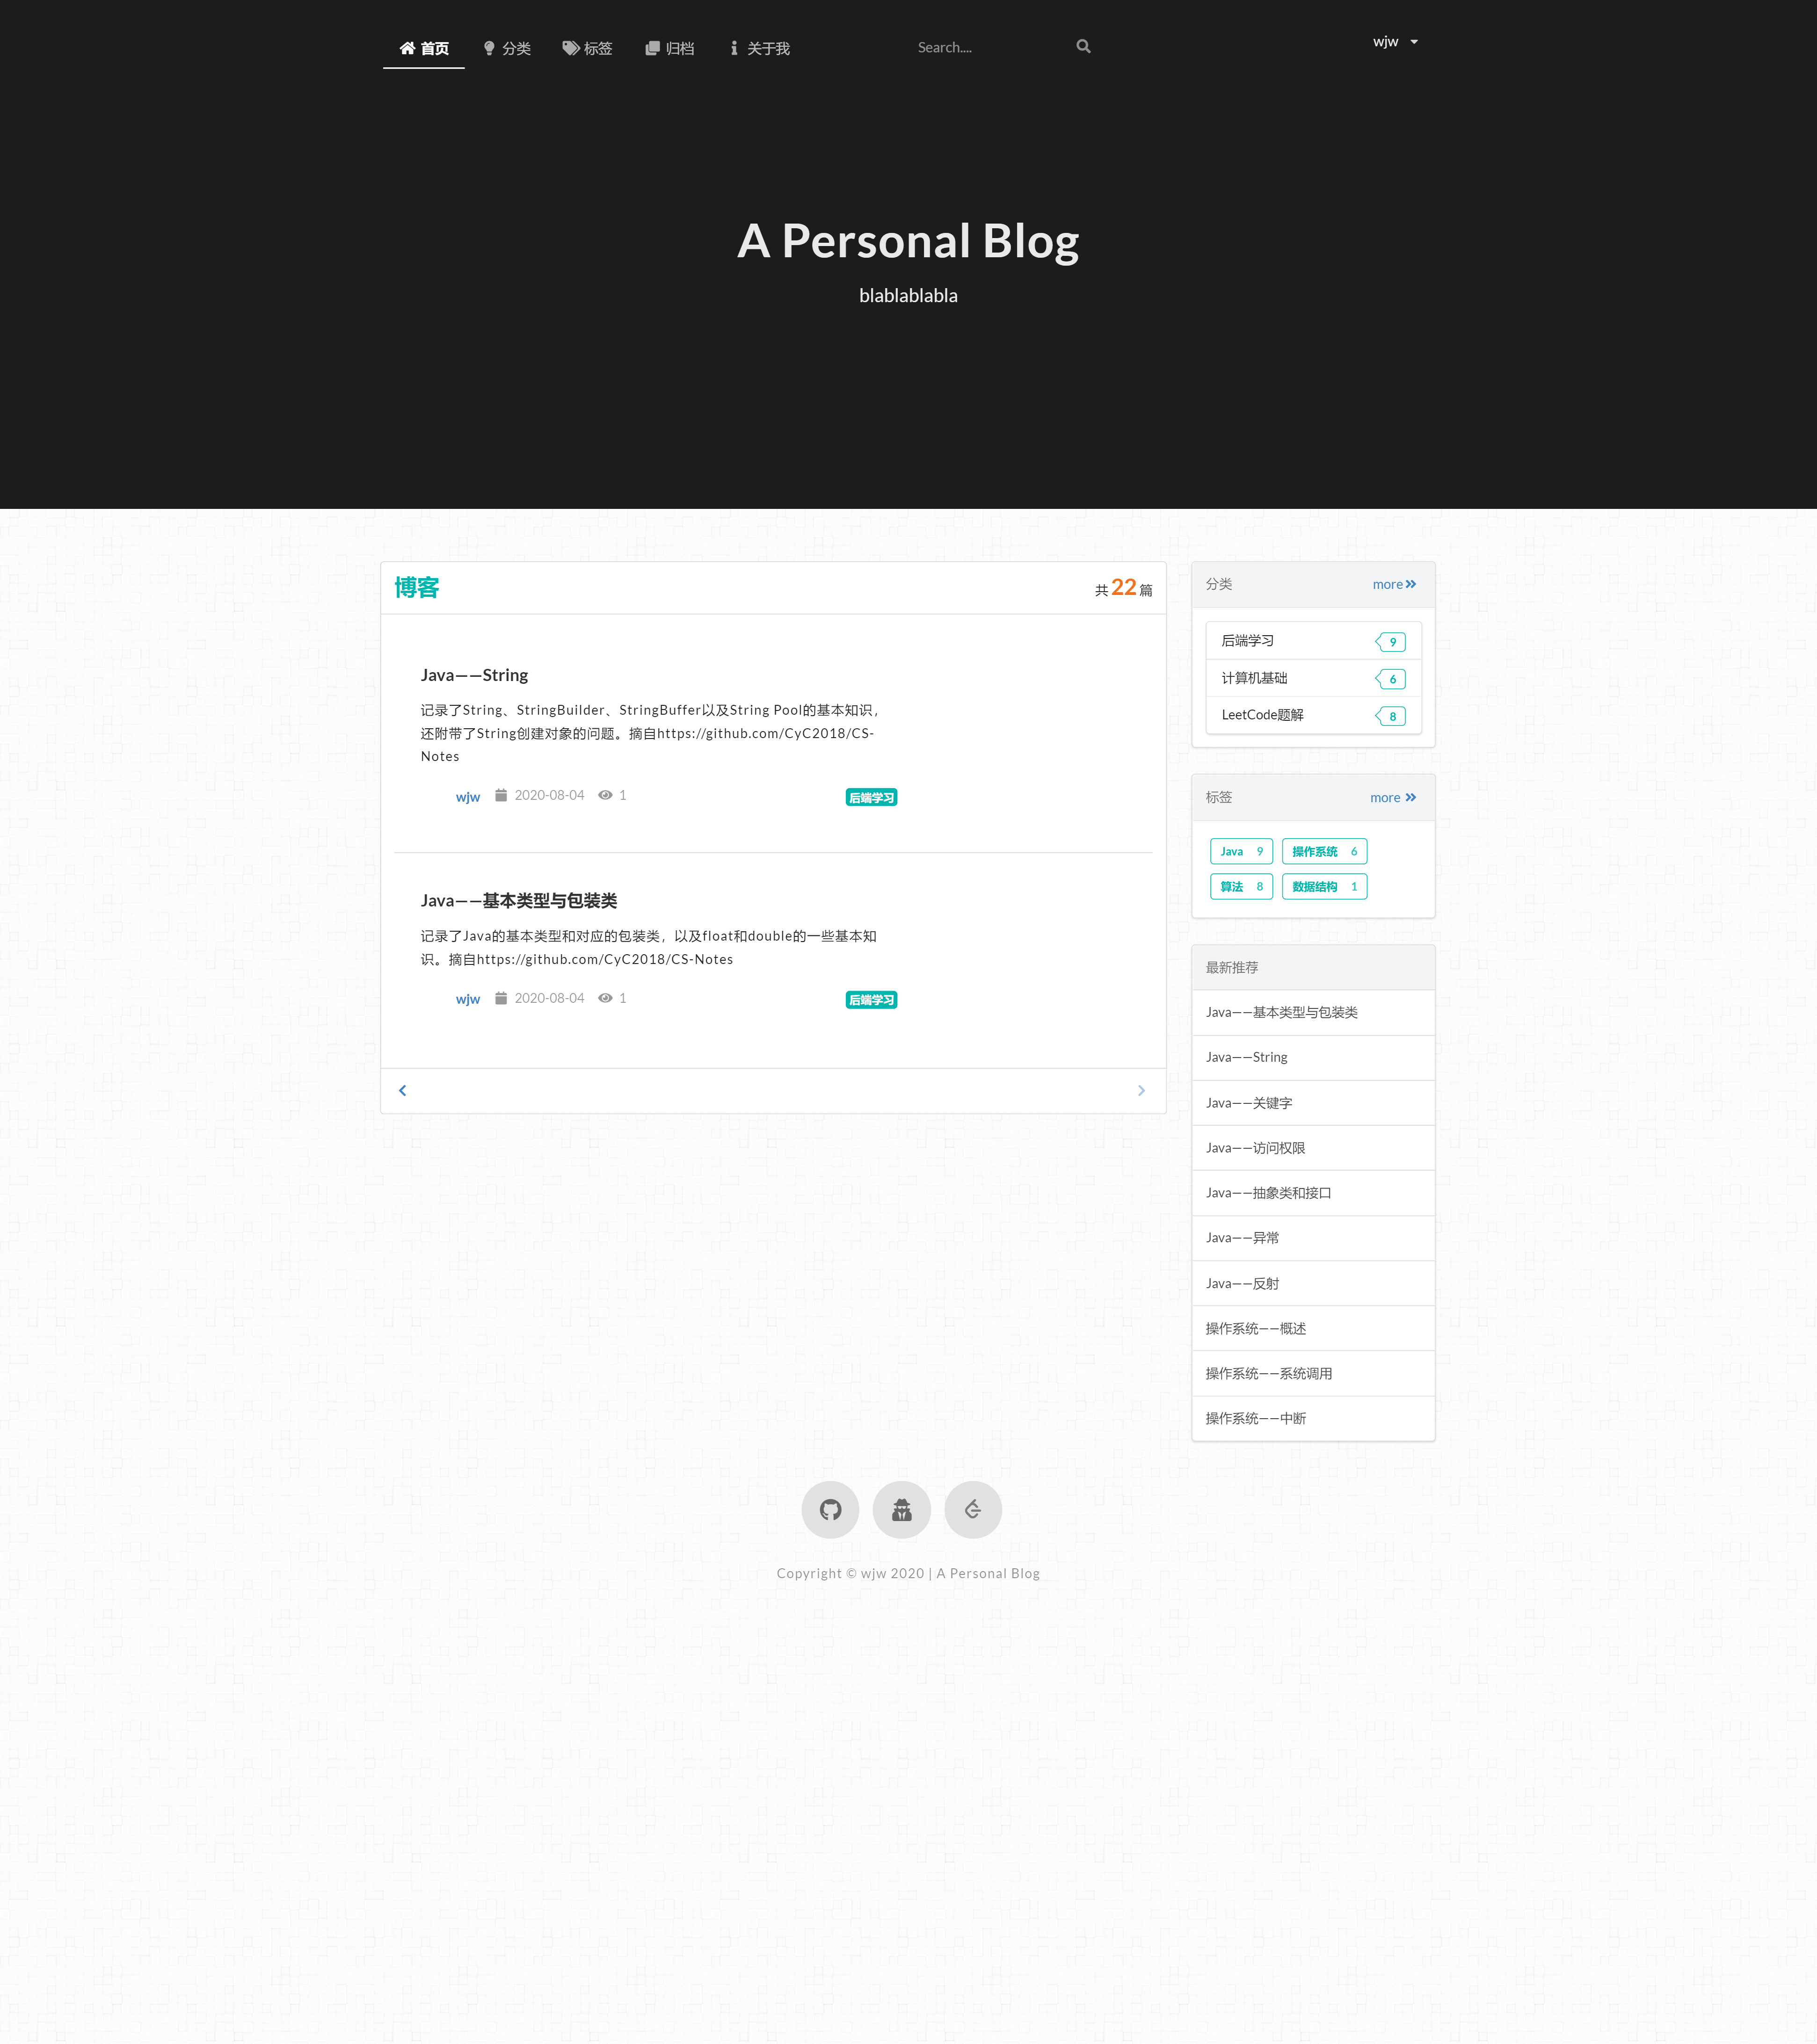 首页 分类 标签 归档 关于我 Search.... wjw
A Personal Blog
blablablabla
博客 共 22 篇
Java——String
记录了String、StringBuilder、StringBuffer以及String Pool的基本知识，
还附带了String创建对象的问题。摘自https://github.com/CyC2018/CS-
Notes
wjw 2020-08-04 1 后端学习
Java——基本类型与包装类
记录了Java的基本类型和对应的包装类，以及float和double的一些基本知
识。摘自https://github.com/CyC2018/CS-Notes
wjw 2020-08-04 1 后端学习
分类 more
后端学习 9
计算机基础 6
LeetCode题解 8
标签 more
Java 9 操作系统 6
算法 8 数据结构 1
最新推荐
Java——基本类型与包装类
Java——String
Java——关键字
Java——访问权限
Java——抽象类和接口
Java——异常
Java——反射
操作系统——概述
操作系统——系统调用
操作系统——中断
Copyright © wjw 2020 | A Personal Blog